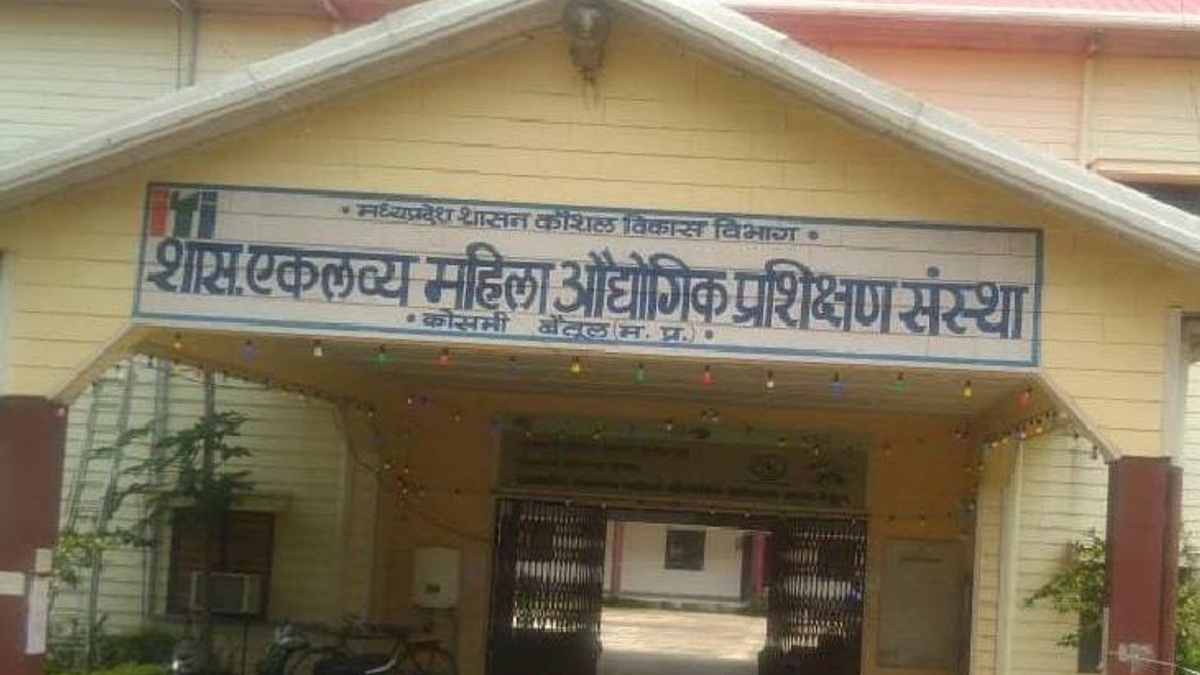 iti
• मध्यप्रदेश शासन कौशल विकास विभाग •
शास. एकलव्य महिला औद्योगिक प्रशिक्षण संस्था
• कोसमी बैतूल (म. प्र.) •